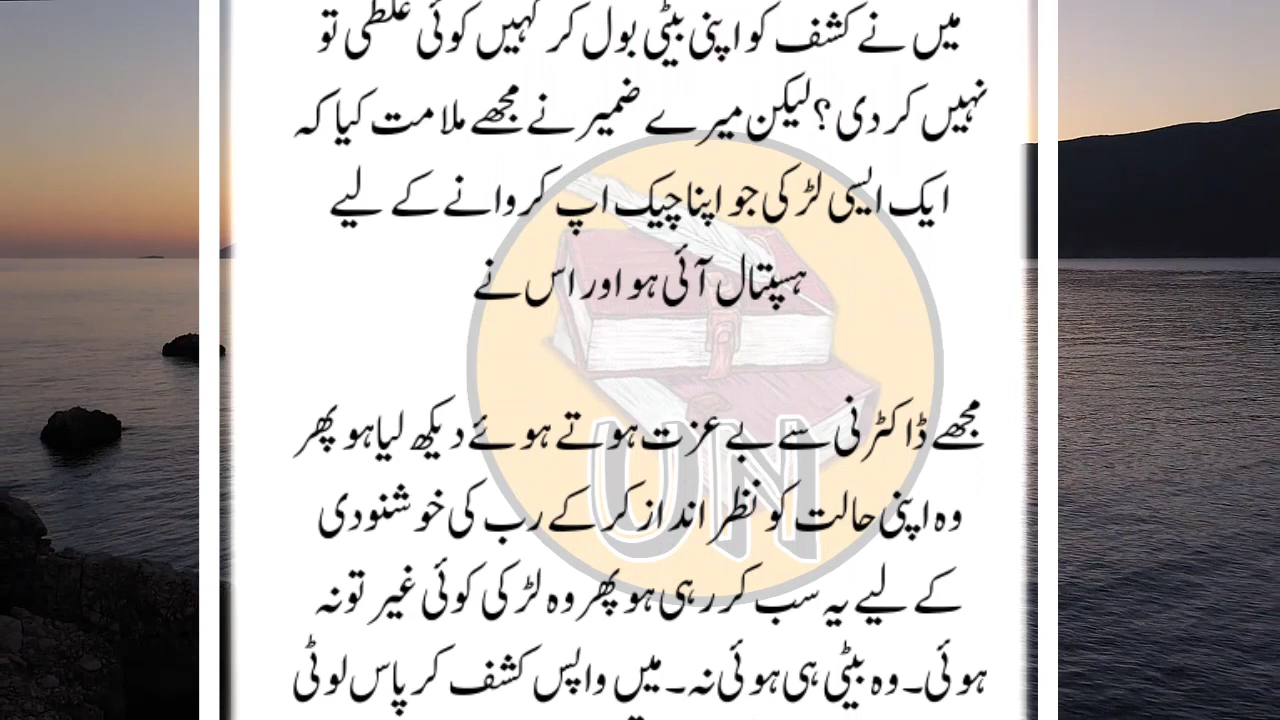 میں نے کشف کو اپنی بیٹی بول کر کہیں کوئی غلطی تو
نہیں کر دی؟ لیکن میرے ضمیر نے مجھے ملامت کیا کہ
ایک ایسی لڑکی جو اپنا چیک اپ کروانے کے لیے
ہسپتال آئی ہو اور اس نے
مجھے ڈاکٹرنی سے بے عزت ہوتے ہوئے دیکھ لیا ہو پھر
وہ اپنی حالت کو نظر انداز کر کے رب کی خوشنودی
کے لیے یہ سب کر رہی ہو پھر وہ لڑکی کوئی غیر تو نہ
ہوئی۔ وہ بیٹی ہی ہوئی نہ۔ میں واپس کشف کر پاس لوٹی
UN